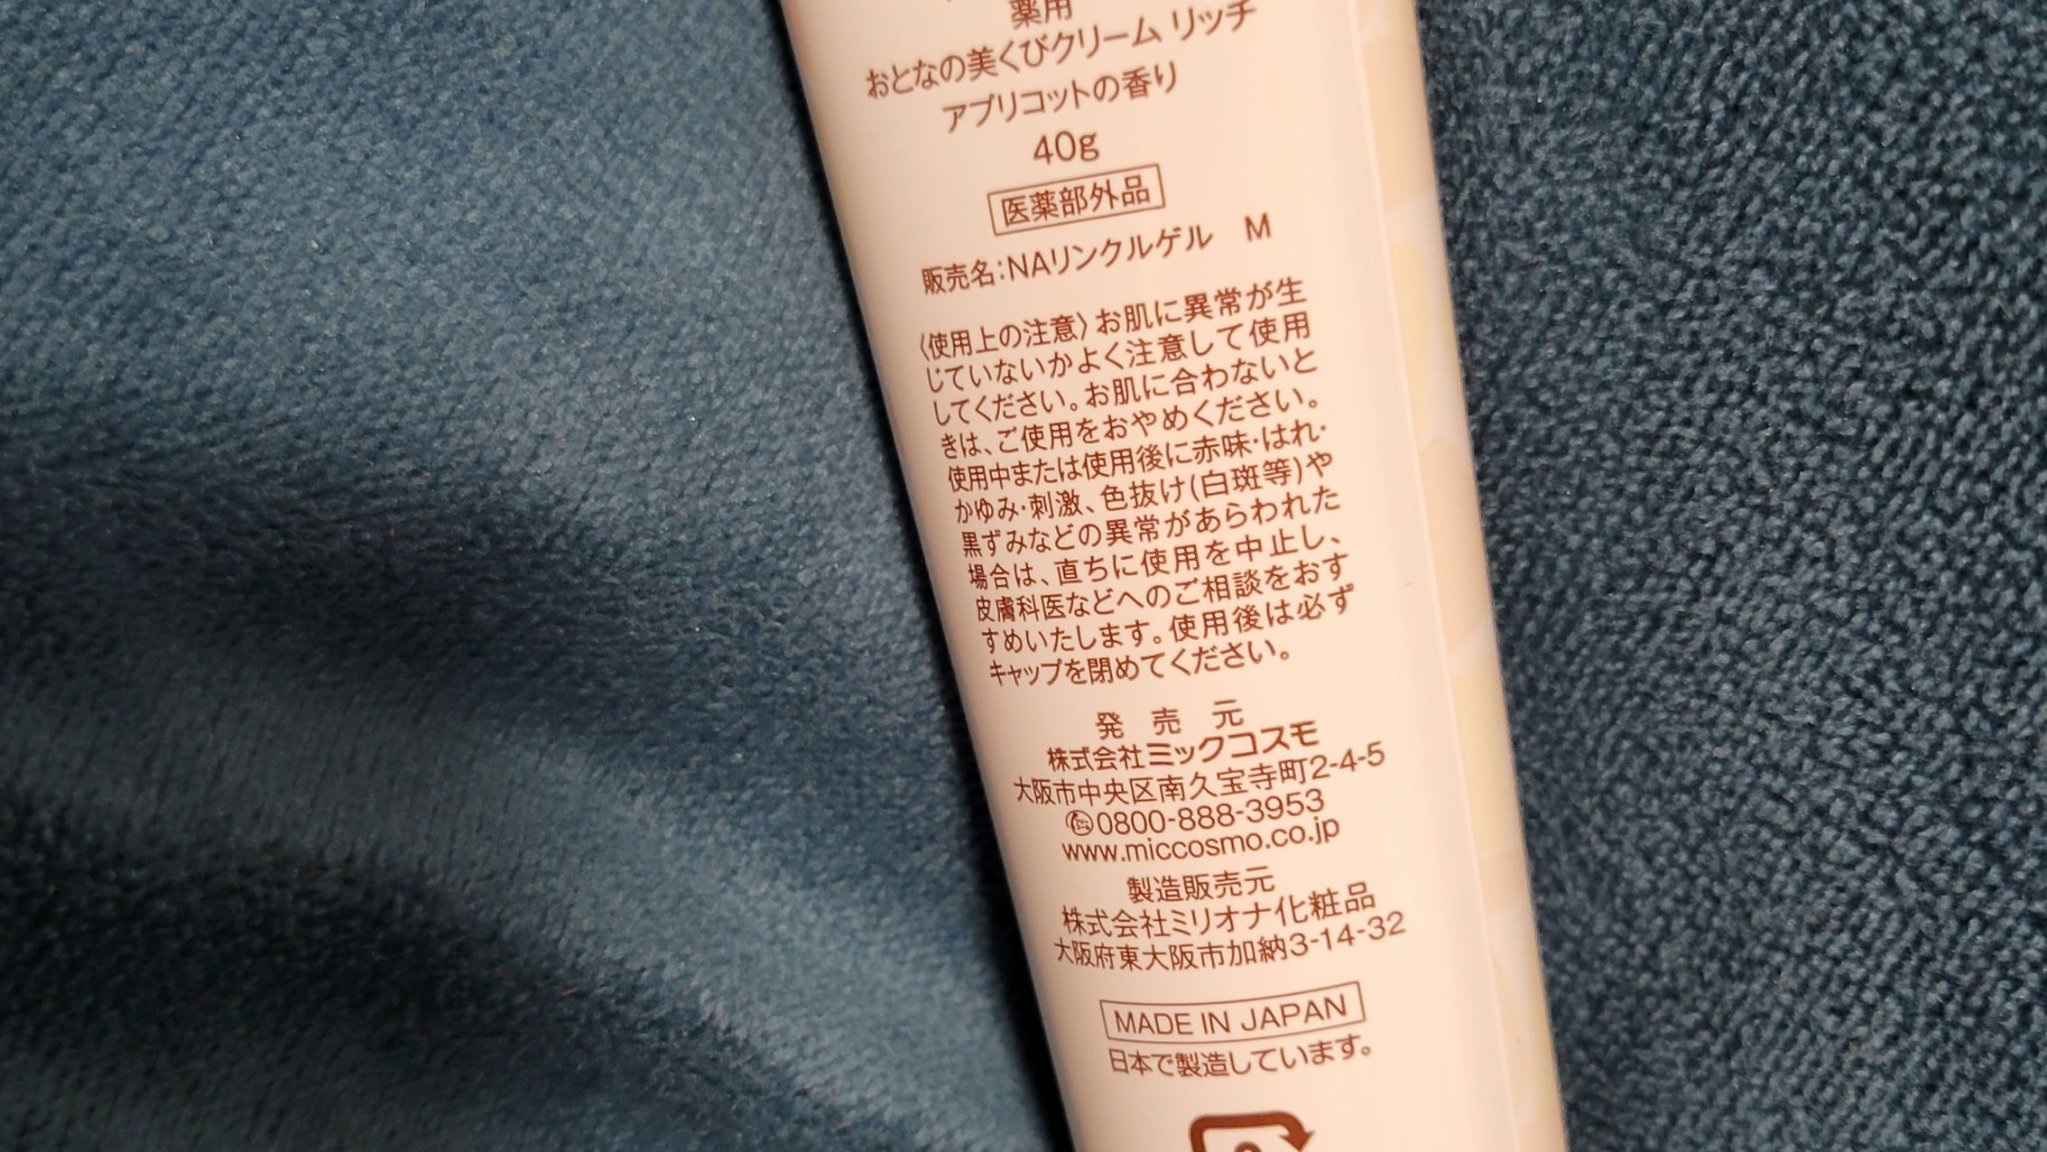 薬用
おとなの美くびクリーム リッチ
アプリコットの香り
40g
医薬部外品
販売名:NAリンクルゲル M
〈使用上の注意〉お肌に異常が生
じていないかよく注意して使用
してください。お肌に合わないと
きは、ご使用をおやめください。
使用中または使用後に赤味・はれ・
かゆみ・刺激、色抜け(白斑等)や
黒ずみなどの異常があらわれた
場合は、直ちに使用を中止し、
皮膚科医などへのご相談をおす
すめいたします。使用後は必ず
キャップを閉めてください。
発 売 元
株式会社ミックコスモ
大阪市中央区南久宝寺町2-4-5
0800-888-3953
www.miccosmo.co.jp
製造販売元
株式会社ミリオナ化粧品
大阪府東大阪市加納3-14-32
MADE IN JAPAN
日本で製造しています。